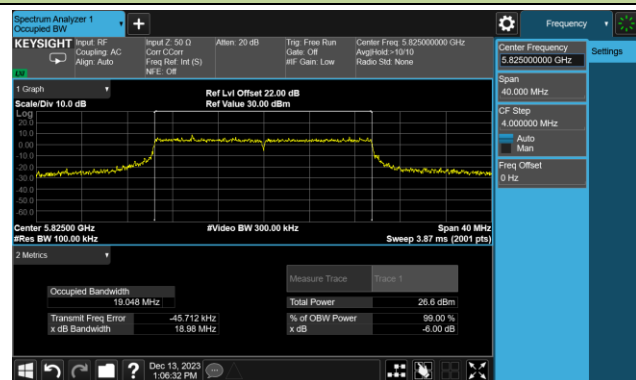 Spectrum Analyzer 1
Occupied BW
+
Frequency
KEYSIGHT
Input: RF
Coupling: AC
Align: Auto
Input Z: 50 Ω
Corr CCorr
Freq Ref: Int (S)
NFE: Off
Atten: 20 dB
Trig: Free Run
Gate: Off
#IF Gain: Low
Center Freq: 5.825000000 GHz
Avg|Hold:>10/10
Radio Std: None
Center Frequency
5.825000000 GHz
Settings
Span
40.000 MHz
CF Step
4.000000 MHz
Auto
Man
Freq Offset
0 Hz
1 Graph
Scale/Div 10.0 dB
Ref Lvl Offset 22.00 dB
Ref Value 30.00 dBm
Log
20.0
10.0
0.00
-10.0
-20.0
-30.0
-40.0
-50.0
-60.0
Center 5.82500 GHz
#Video BW 300.00 kHz
Span 40 MHz
#Res BW 100.00 kHz
Sweep 3.87 ms (2001 pts)
2 Metrics
Measure Trace
Trace 1
Occupied Bandwidth
19.048 MHz
Total Power
26.6 dBm
Transmit Freq Error
-45.712 kHz
% of OBW Power
99.00 %
x dB Bandwidth
18.98 MHz
x dB
-6.00 dB
?
Dec 13, 2023
1:06:32 PM